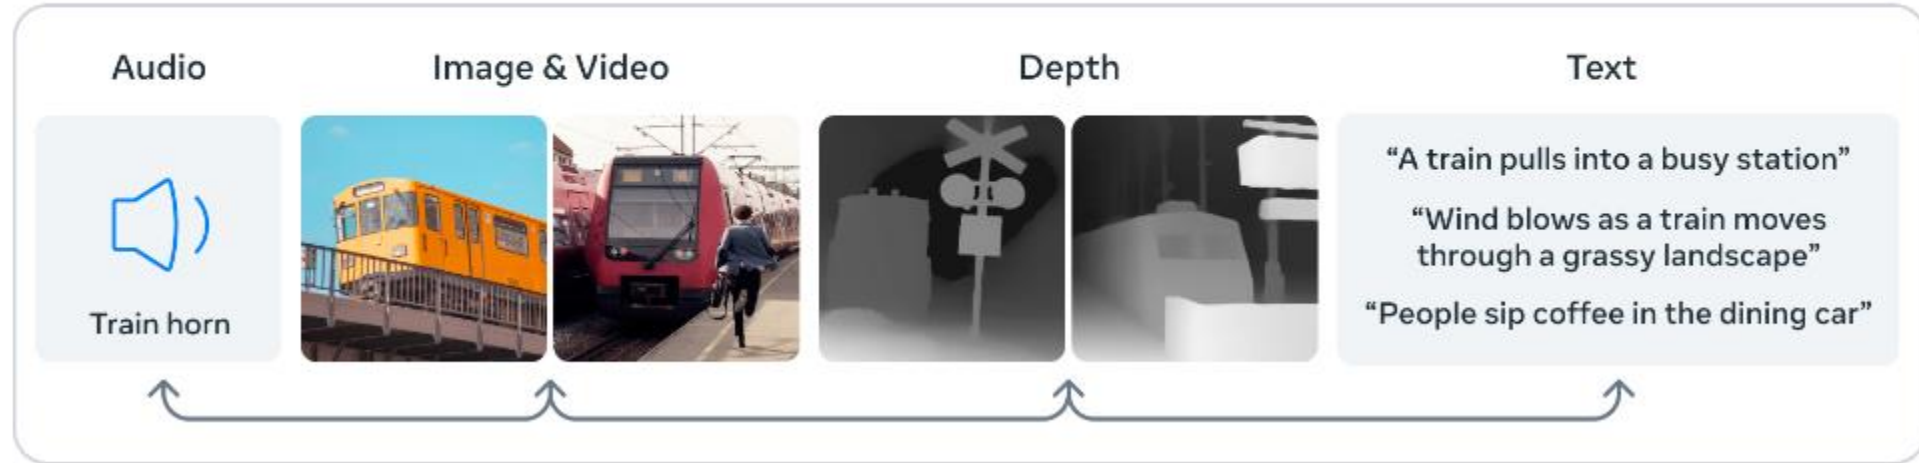 Audio
Image & Video
Depth
Text
Train horn
“A train pulls into a busy station”
“Wind blows as a train moves
through a grassy landscape”
“People sip coffee in the dining car”